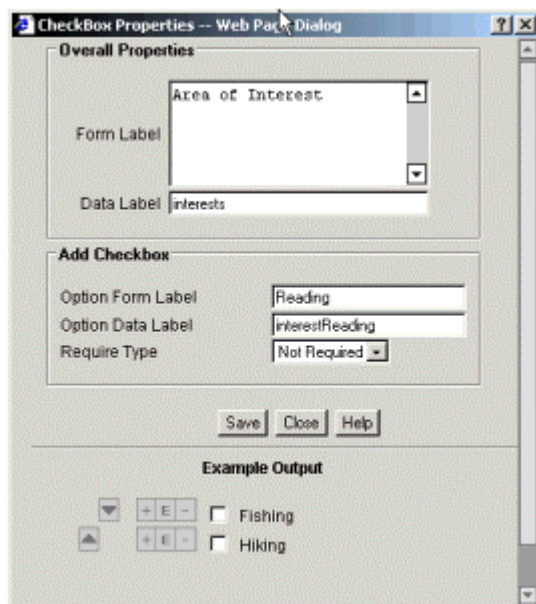 CheckBox Properties -- Web Page Dialog
Overall Properties
Form Label
Area of Interest
Data Label
interests
Add Checkbox
Option Form Label
Reading
Option Data Label
interestReading
Require Type
Not Required
Save Close Help
Example Output
+ E - Fishing
+ E - Hiking